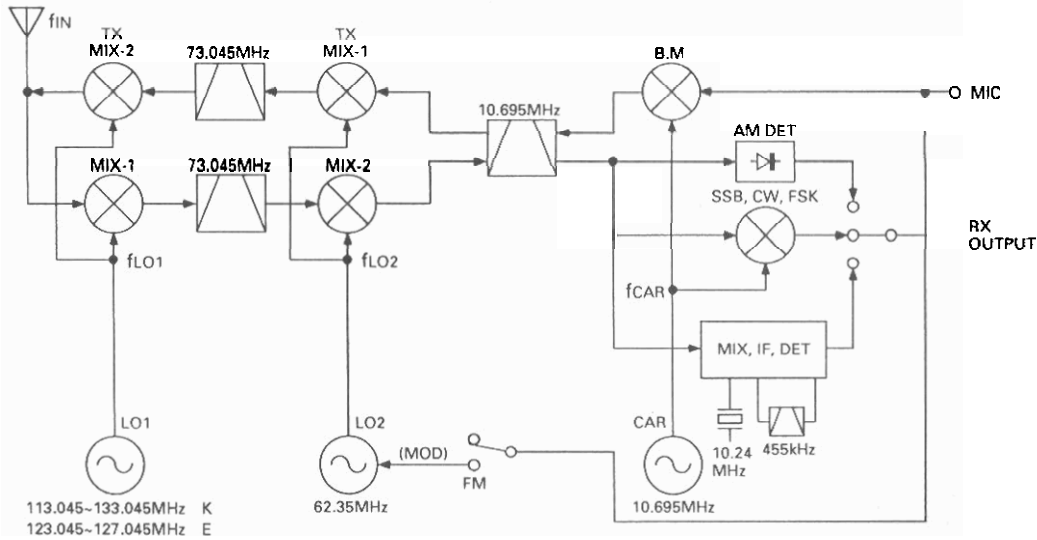 fIN
TX
MIX-2
73.045MHz
TX
MIX-1
B.M
O MIC
10.695MHz
AM DET
MIX-1
73.045MHz
MIX-2
SSB, CW, FSK
RX
OUTPUT
fLO1
fLO2
fCAR
MIX, IF, DET
LO1
LO2
(MOD)
FM
CAR
10.24
MHz
455kHz
113.045~133.045MHz K
123.045~127.045MHz E
62.35MHz
10.695MHz